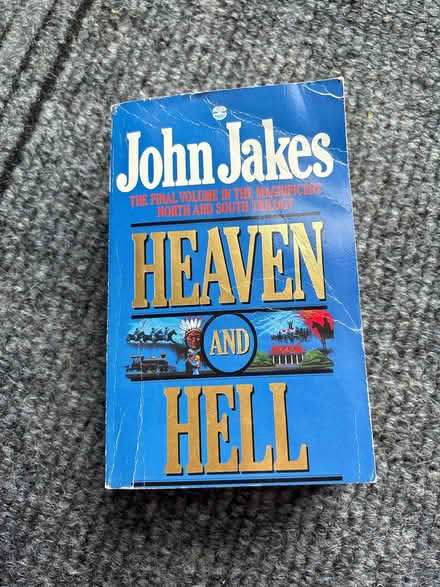 John Jakes
THE FINAL VOLUME IN THE MAGNIFICENT
NORTH AND SOUTH TRILOGY
HEAVEN
AND
HELL